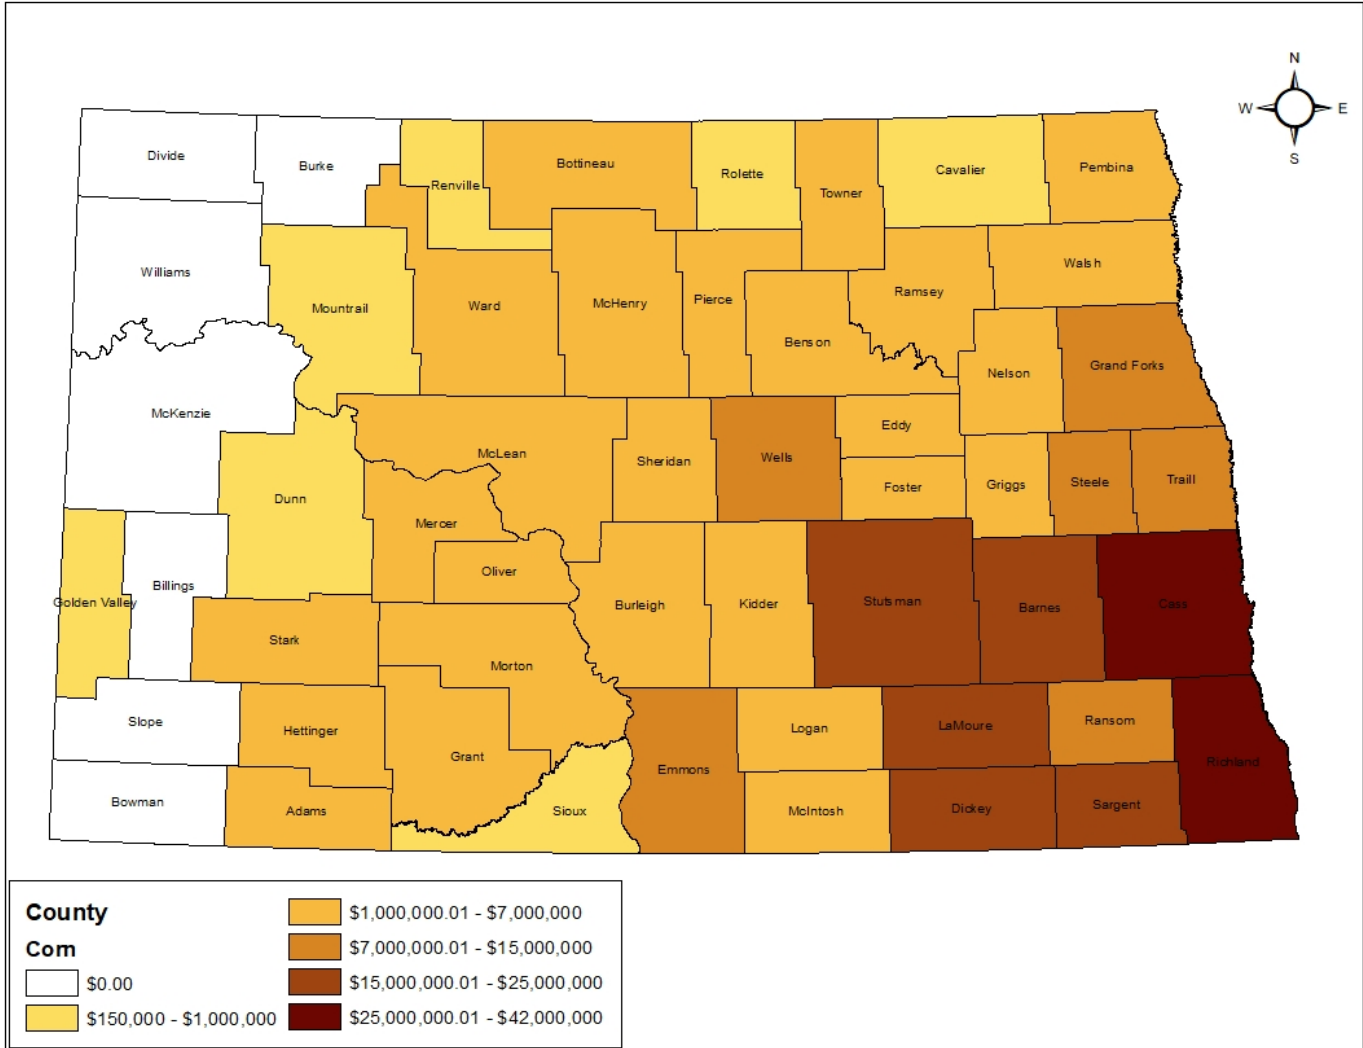 N
W E
S
Divide
Burke
Renville
Bottineau
Rolette
Towner
Cavalier
Pembina
Williams
Mountrail
Ward
McHenry
Pierce
Benson
Ramsey
Walsh
Nelson
Grand Forks
McKenzie
Dunn
McLean
Sheridan
Wells
Eddy
Foster
Griggs
Steele
Traill
Mercer
Oliver
Golden Valley
Billings
Stark
Morton
Burleigh
Kidder
Stutsman
Barnes
Cass
Slope
Hettinger
Grant
Emmons
Logan
LaMoure
Ransom
Richland
Bowman
Adams
Sioux
McIntosh
Dickey
Sargent
County
Corn
$0.00
$150,000 - $1,000,000
$1,000,000.01 - $7,000,000
$7,000,000.01 - $15,000,000
$15,000,000.01 - $25,000,000
$25,000,000.01 - $42,000,000